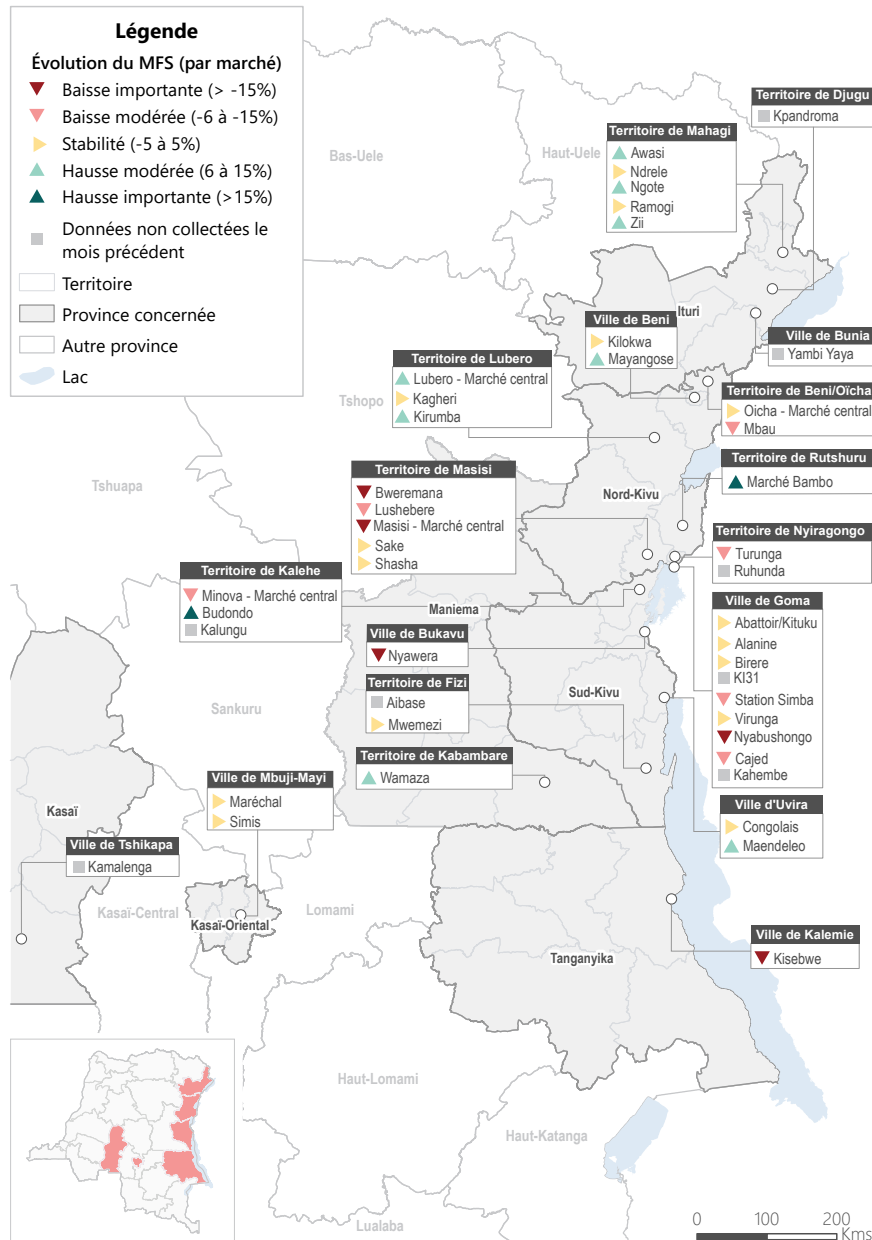 Légende
Évolution du MFS (par marché)
Baisse importante (> -15%)
Baisse modérée (-6 à -15%)
Stabilité (-5 à 5%)
Hausse modérée (6 à 15%)
Hausse importante (>15%)
Données non collectées le
mois précédent
Territoire
Province concernée
Autre province
Lac
Territoire de Djugu
Kpandroma
Territoire de Mahagi
Awasi
Ndrele
Ngote
Ramogi
Zii
Bas-Uele
Haut-Uele
Ituri
Ville de Beni
Kilokwa
Mayangose
Ville de Bunia
Yambi Yaya
Territoire de Lubero
Lubero - Marché central
Kagheri
Kirumba
Tshopo
Territoire de Beni/Oïcha
Oicha - Marché central
Mbau
Territoire de Rutshuru
Marché Bambo
Territoire de Masisi
Bweremana
Lushebere
Masisi - Marché central
Sake
Shasha
Tshuapa
Nord-Kivu
Territoire de Nyiragongo
Turunga
Ruhunda
Territoire de Kalehe
Minova - Marché central
Budondo
Kalungu
Maniema
Ville de Goma
Abattoir/Kituku
Alanine
Birere
KI31
Station Simba
Virunga
Nyabushongo
Cajed
Kahembe
Ville de Bukavu
Nyawera
Territoire de Fizi
Aibase
Mwemezi
Sud-Kivu
Sankuru
Territoire de Kabambare
Wamaza
Ville de Mbuji-Mayi
Maréchal
Simis
Ville d'Uvira
Congolais
Maendeleo
Kasaï
Ville de Tshikapa
Kamalenga
Kasaï-Central
Kasaï-Oriental
Lomami
Ville de Kalemie
Kisebwe
Tanganyika
Haut-Lomami
Haut-Katanga
Lualaba
0 100 200
Kms